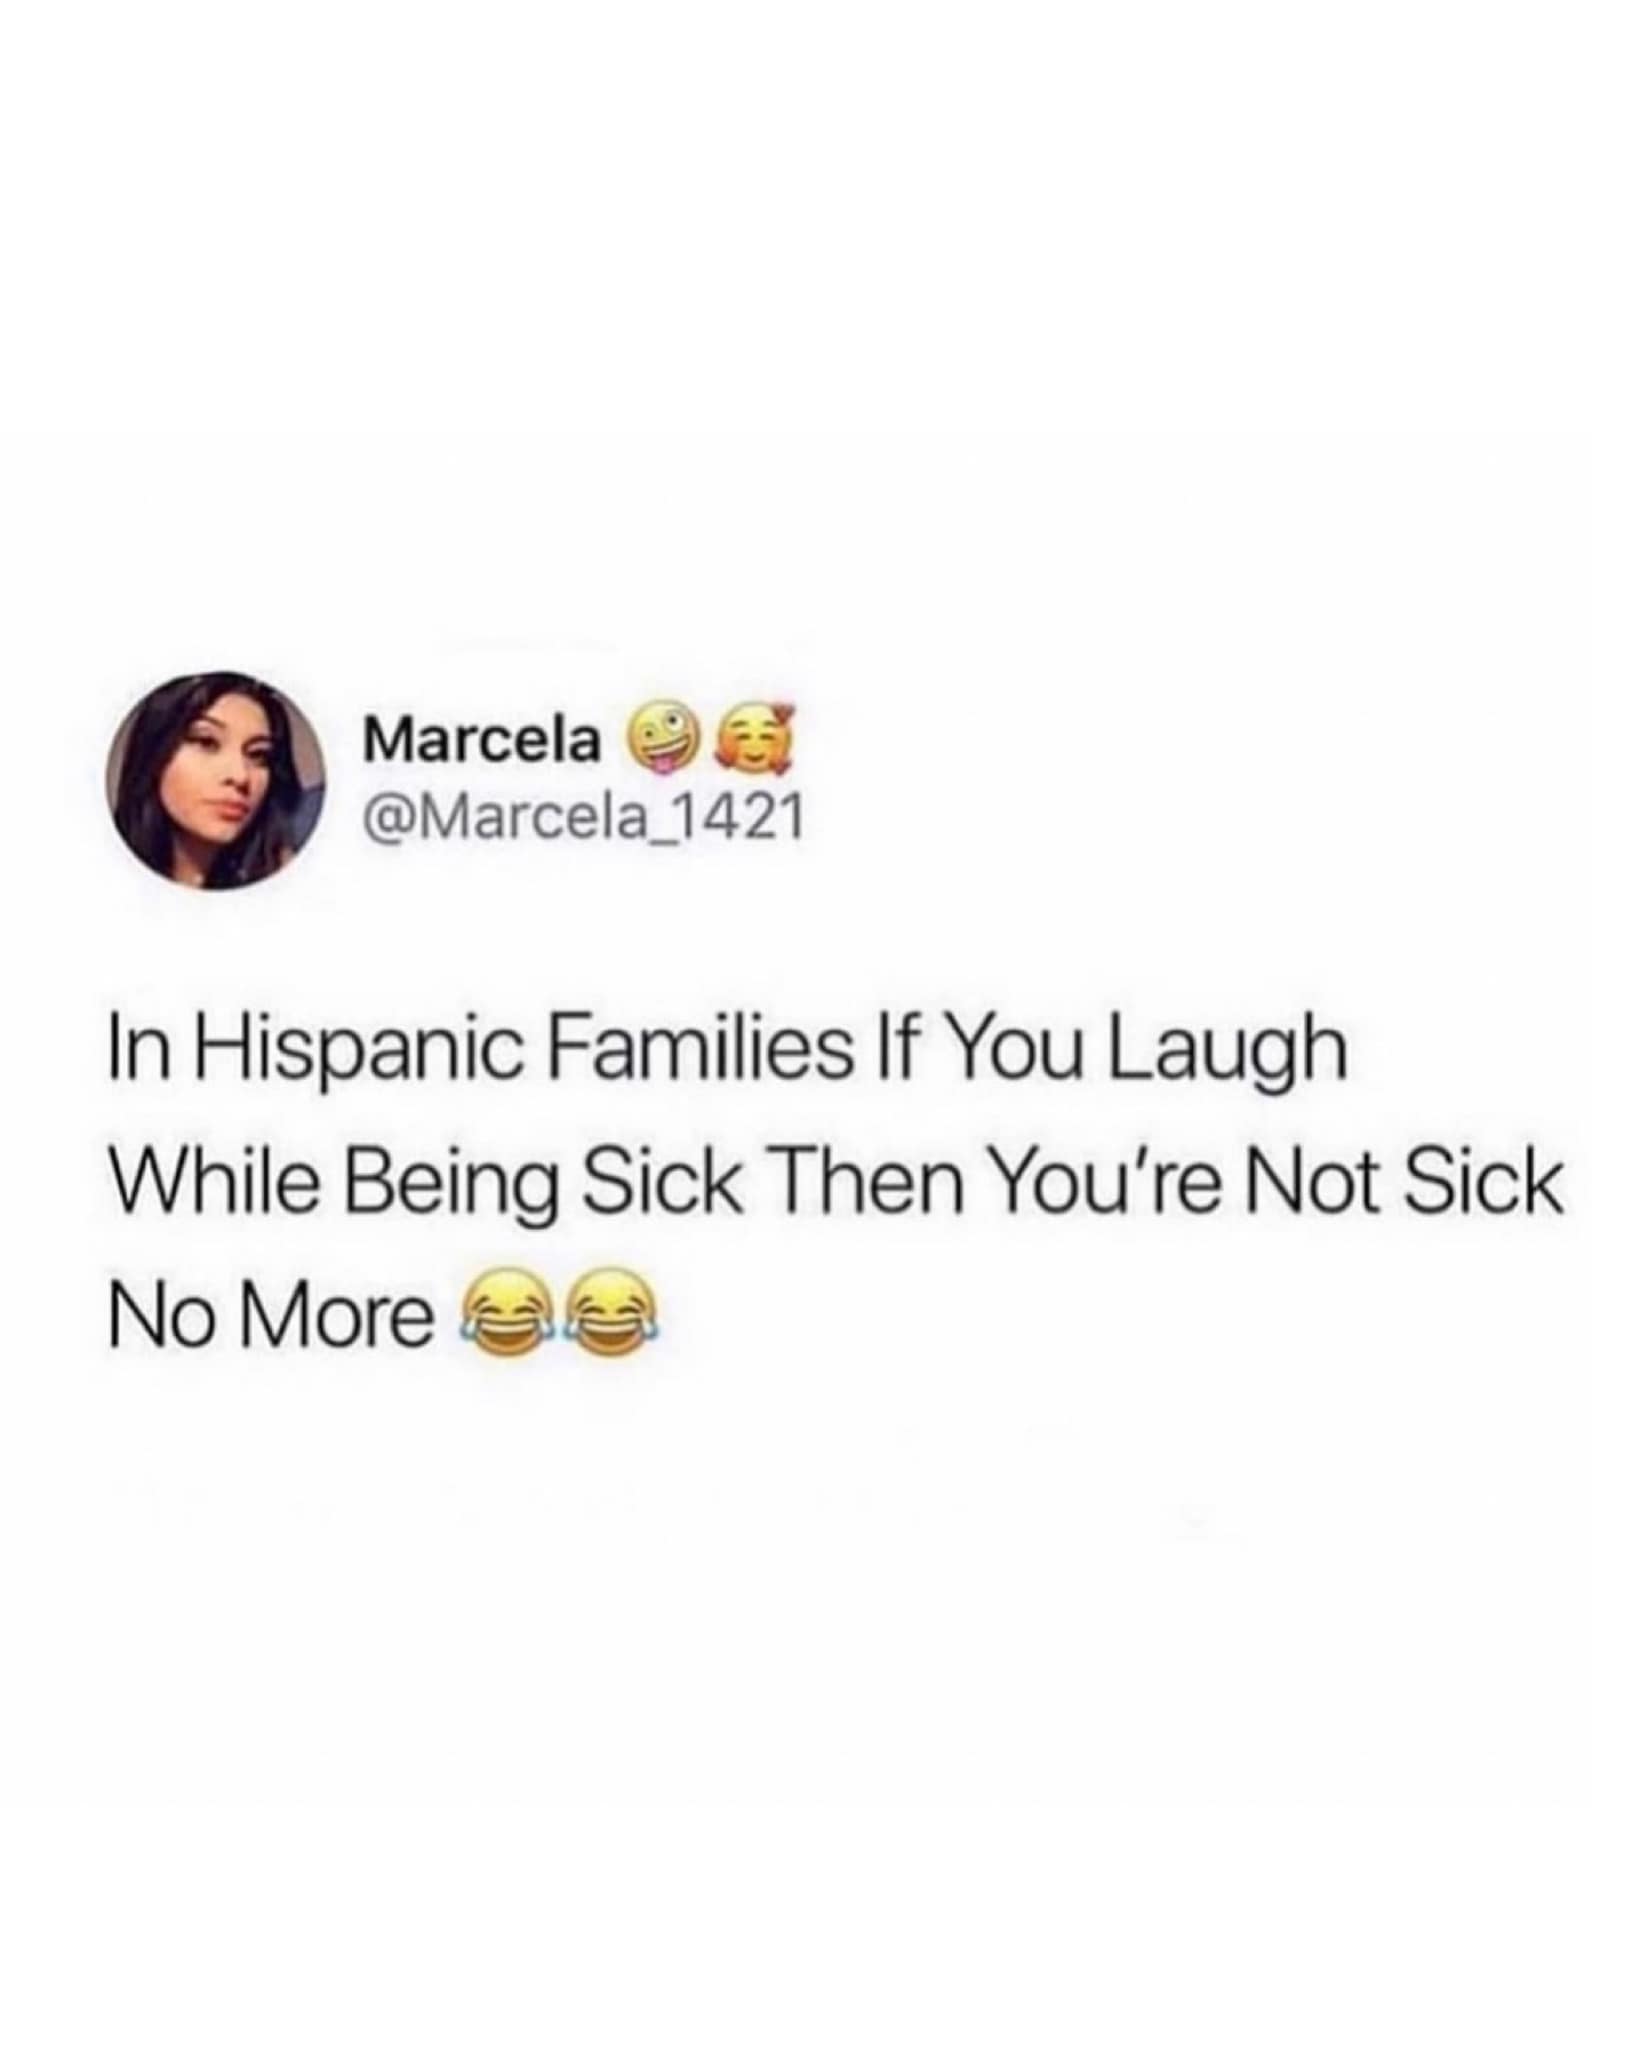 Marcela 🤪🥰
@Marcela_1421
In Hispanic Families If You Laugh
While Being Sick Then You're Not Sick
No More 😂😂